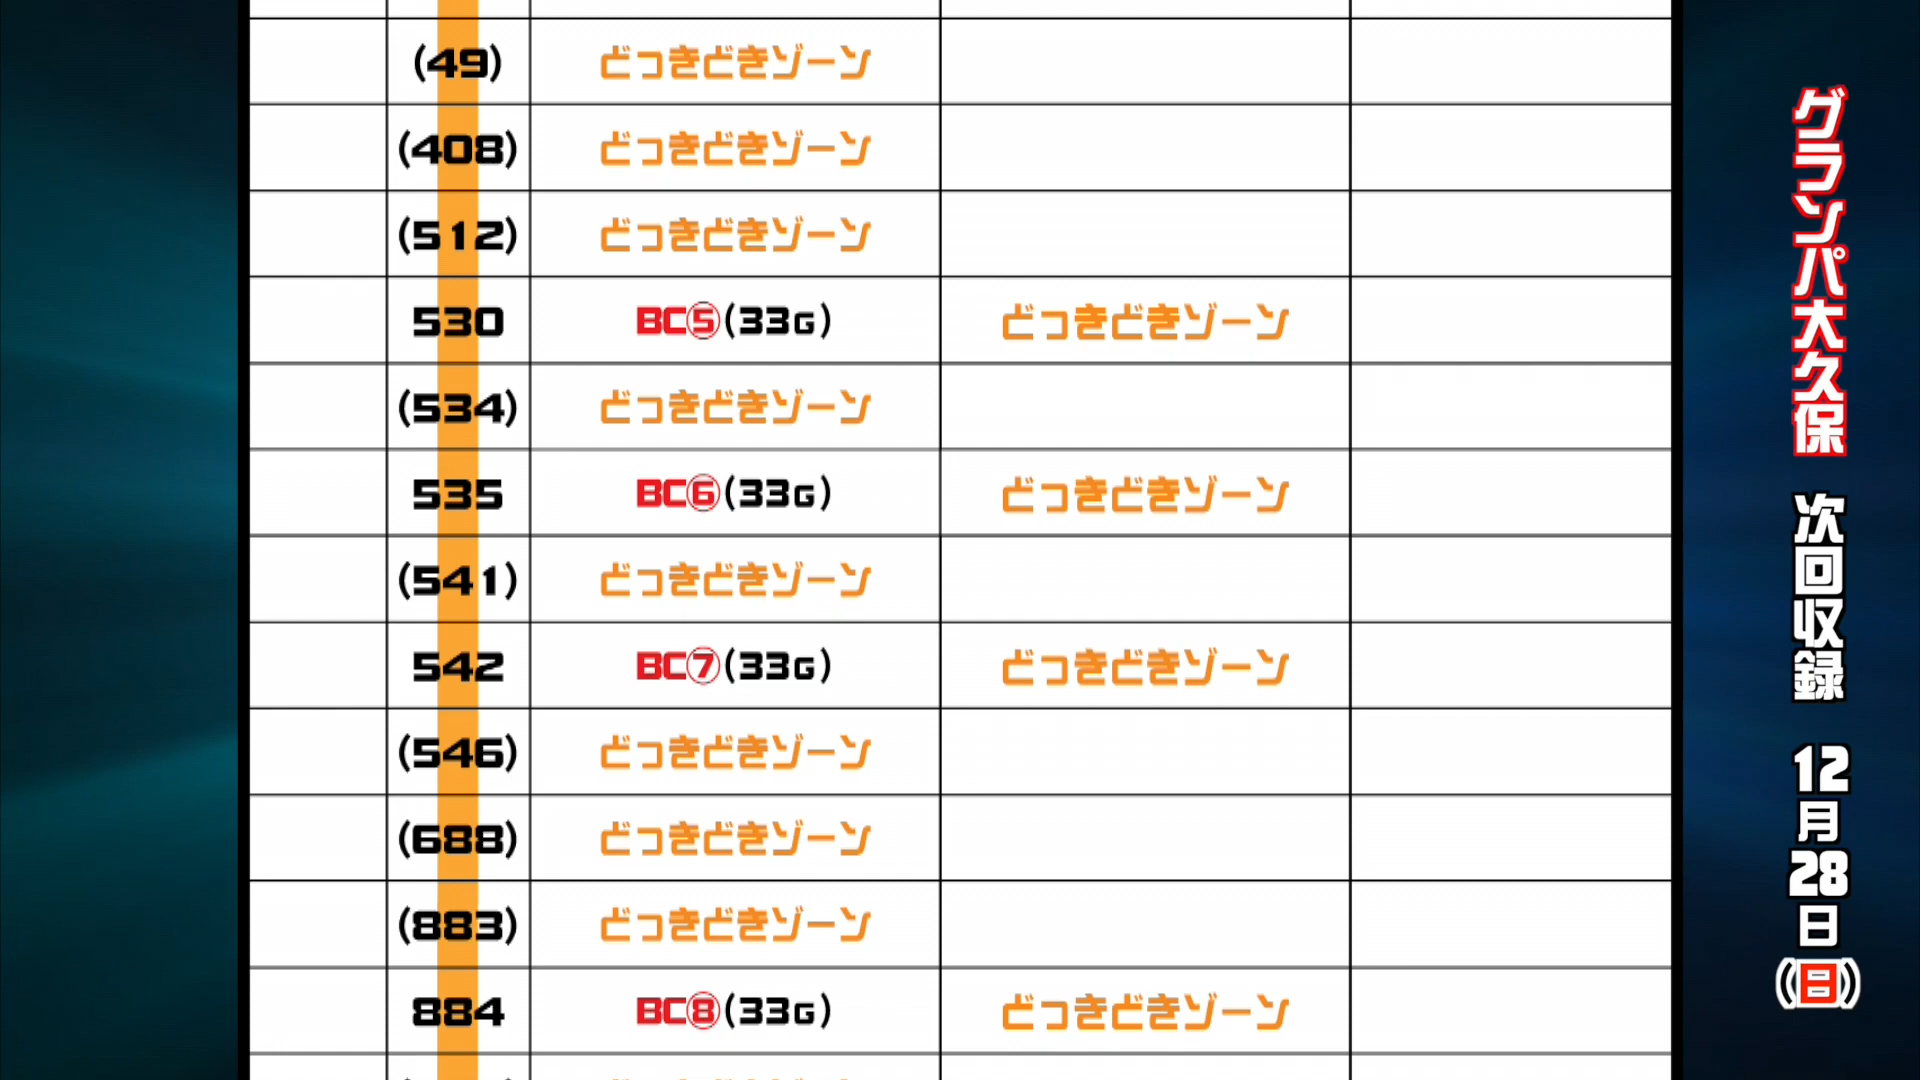 (49) どっきどきゾーン
(408) どっきどきゾーン
(512) どっきどきゾーン
530 BC⑤(33G) どっきどきゾーン
(534) どっきどきゾーン
535 BC⑥(33G) どっきどきゾーン
(541) どっきどきゾーン
542 BC⑦(33G) どっきどきゾーン
(546) どっきどきゾーン
(688) どっきどきゾーン
(883) どっきどきゾーン
884 BC⑧(33G) どっきどきゾーン
グランパ大久保 次回収録 12月28日(日)